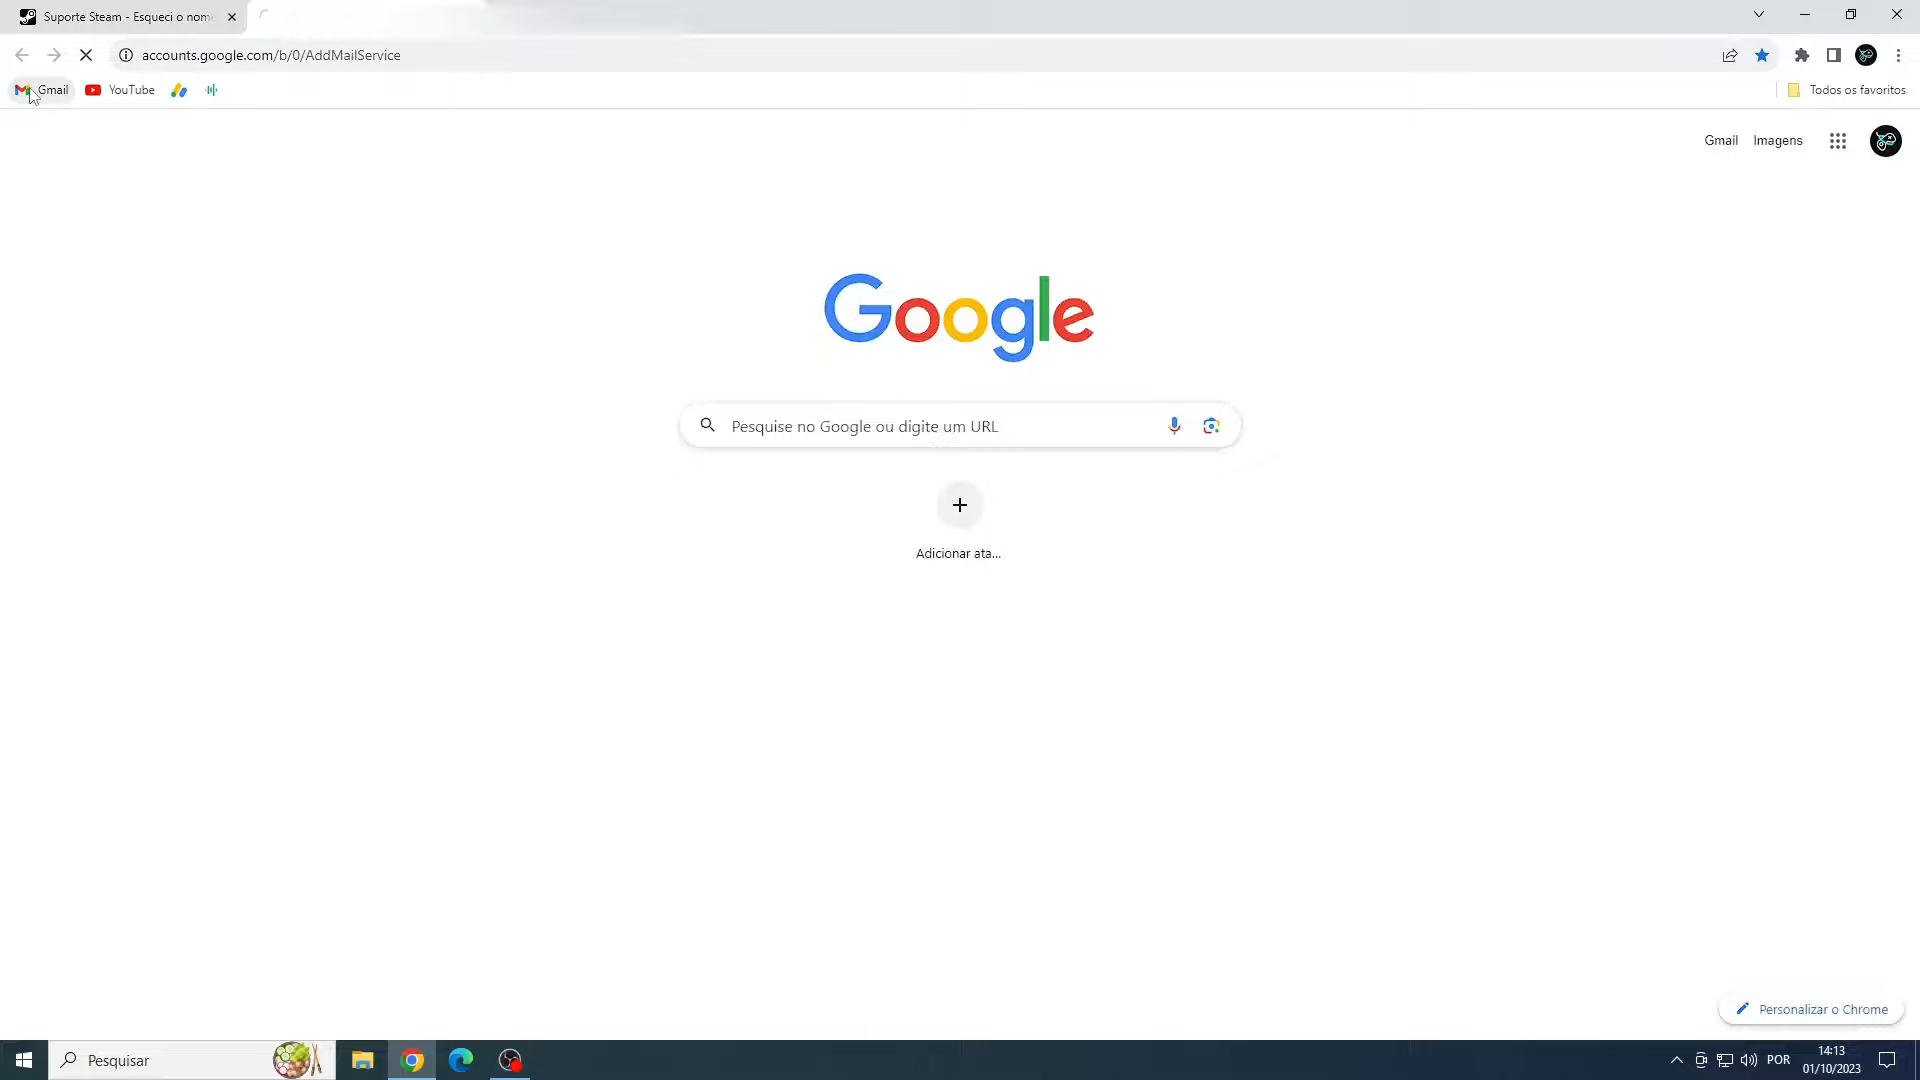 Suporte Steam - Esqueci o nom
accounts.google.com/b/0/AddMailService
Gmail
YouTube
Todos os favoritos
Gmail
Imagens
Google
Pesquise no Google ou digite um URL
Adicionar ata...
Personalizar o Chrome
Pesquisar
POR
14:13
01/10/2023